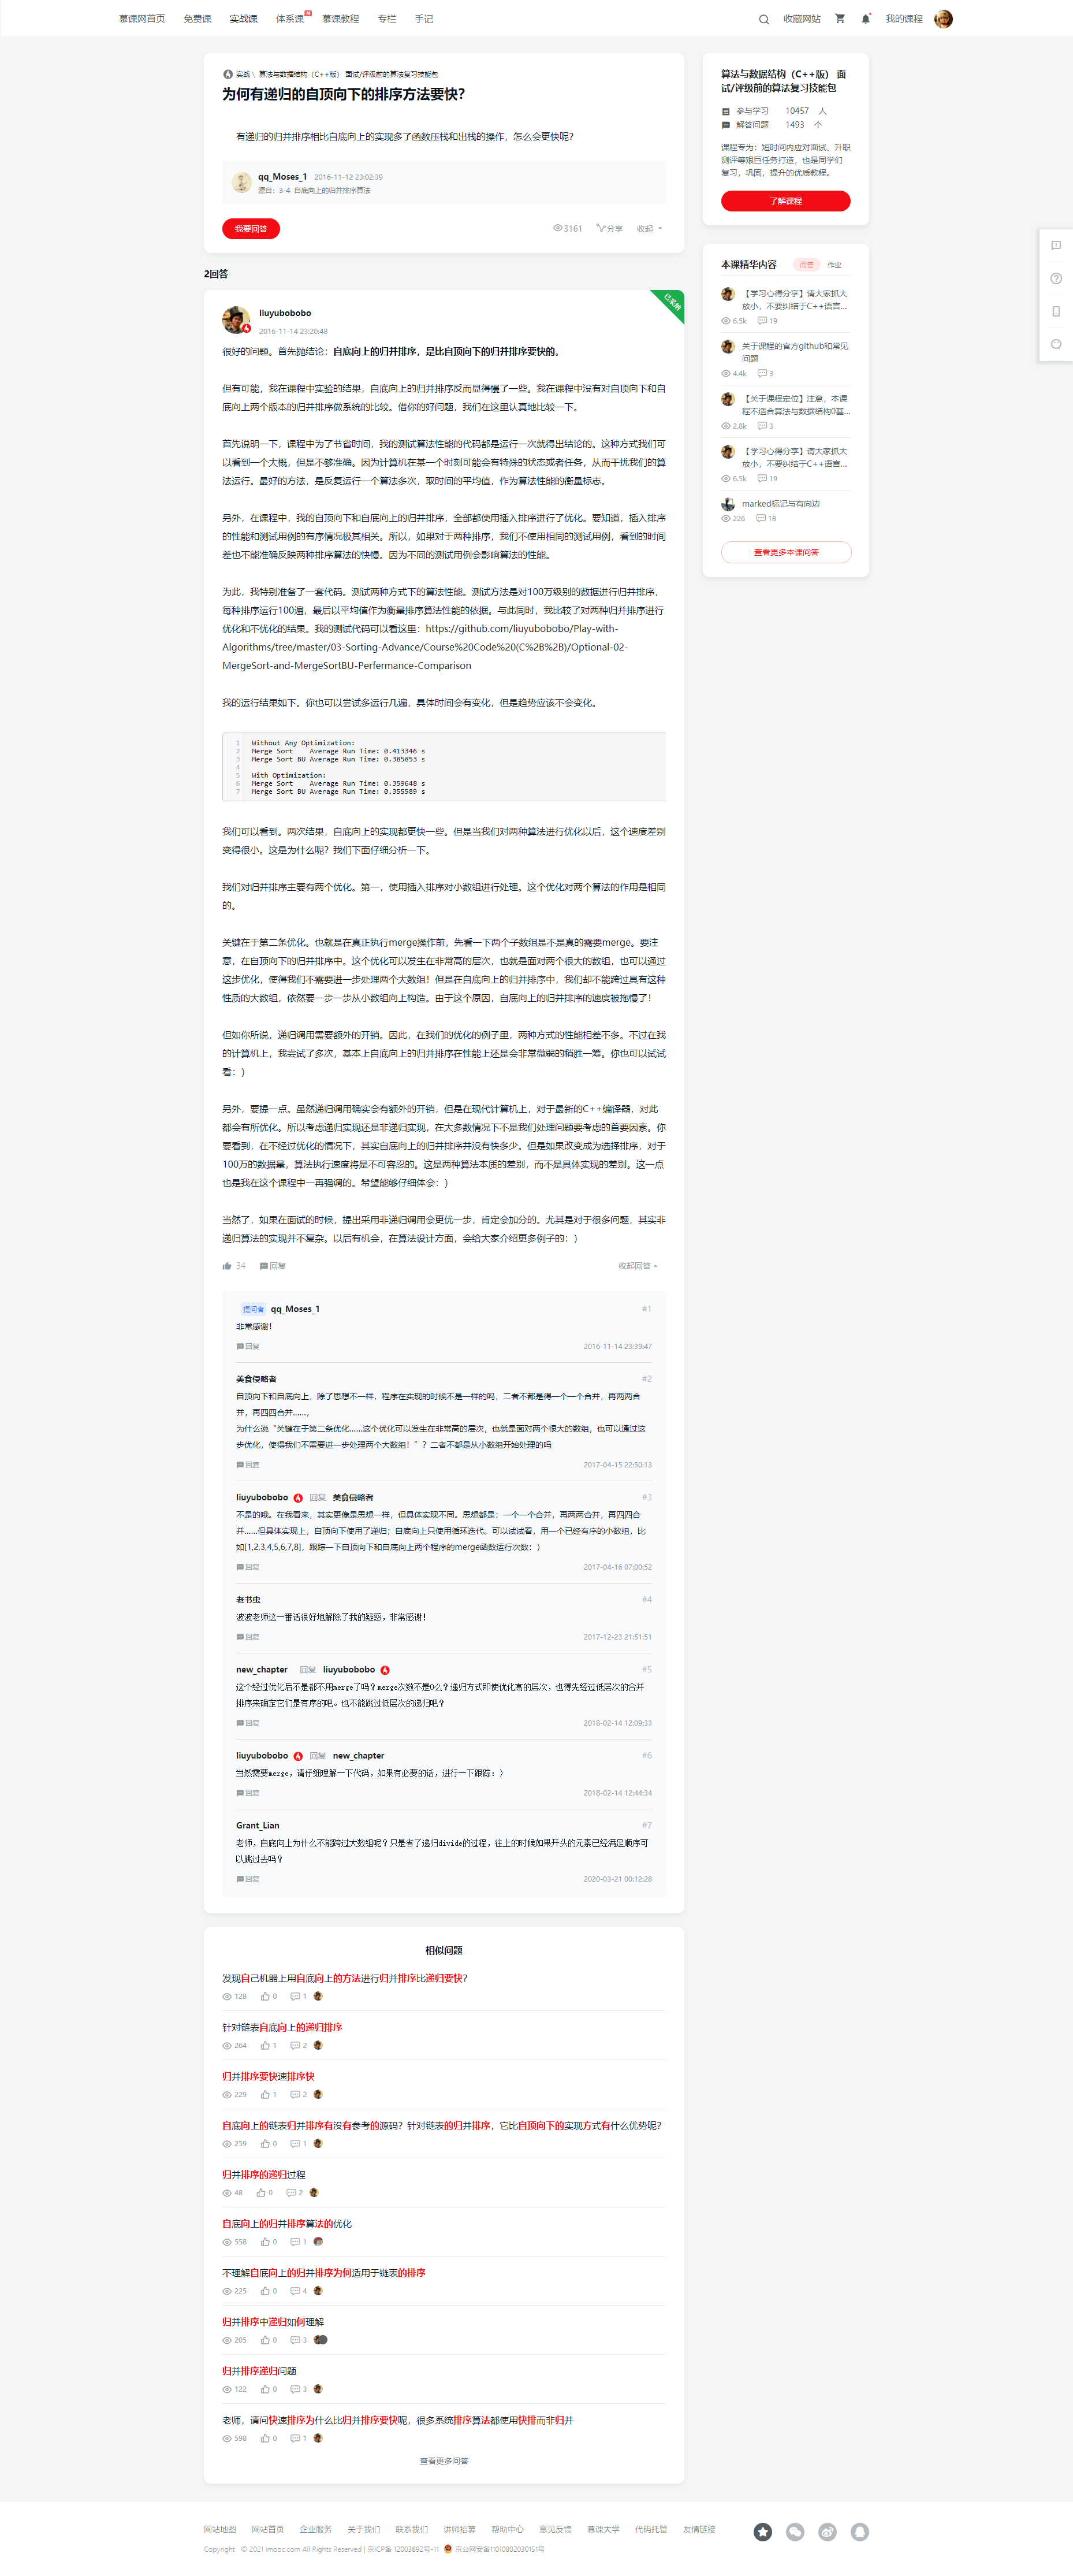 慕课网首页 免费课 实战课 体系课 慕课教程 专栏 手记 收藏网站 我的课程
实战 \ 算法与数据结构（C++版） 面试/评级前的算法复习技能包
为何有递归的自顶向下的排序方法要快？
有递归的归并排序相比自底向上的实现多了函数压栈和出栈的操作，怎么会更快呢？
qq_Moses_1 2016-11-12 23:02:39
源自：3-4 自底向上的归并排序算法
我要回答 3161 分享 收起
2回答
已采纳
liuyubobobo
2016-11-14 23:20:48
很好的问题。首先抛结论：自底向上的归并排序，是比自顶向下的归并排序要快的。
但有可能，我在课程中实验的结果，自底向上的归并排序反而显得慢了一些。我在课程中没有对自顶向下和自
底向上两个版本的归并排序做系统的比较。借你的好问题，我们在这里认真地比较一下。
首先说明一下，课程中为了节省时间，我的测试算法性能的代码都是运行一次就得出结论的。这种方式我们可
以看到一个大概，但是不够准确。因为计算机在某一个时刻可能会有特殊的状态或者任务，从而干扰我们的算
法运行。最好的方法，是反复运行一个算法多次，取时间的平均值，作为算法性能的衡量标志。
另外，在课程中，我的自顶向下和自底向上的归并排序，全部都使用插入排序进行了优化。要知道，插入排序
的性能和测试用例的有序情况极其相关。所以，如果对于两种排序，我们不使用相同的测试用例，看到的时间
差也不能准确反映两种排序算法的快慢。因为不同的测试用例会影响算法的性能。
为此，我特别准备了一套代码。测试两种方式下的算法性能。测试方法是对100万级别的数据进行归并排序，
每种排序运行100遍，最后以平均值作为衡量排序算法性能的依据。与此同时，我比较了对两种归并排序进行
优化和不优化的结果。我的测试代码可以看这里：https://github.com/liuyubobobo/Play-with-
Algorithms/tree/master/03-Sorting-Advance/Course%20Code%20(C%2B%2B)/Optional-02-
MergeSort-and-MergeSortBU-Perfermance-Comparison
我的运行结果如下。你也可以尝试多运行几遍，具体时间会有变化，但是趋势应该不会变化。
1 Without Any Optimization:
2 Merge Sort    Average Run Time: 0.413346 s
3 Merge Sort BU Average Run Time: 0.385853 s
4
5 With Optimization:
6 Merge Sort    Average Run Time: 0.359648 s
7 Merge Sort BU Average Run Time: 0.355589 s
我们可以看到。两次结果，自底向上的实现都更快一些。但是当我们对两种算法进行优化以后，这个速度差别
变得很小。这是为什么呢？我们下面仔细分析一下。
我们对归并排序主要有两个优化。第一，使用插入排序对小数组进行处理。这个优化对两个算法的作用是相同
的。
关键在于第二条优化。也就是在真正执行merge操作前，先看一下两个子数组是不是真的需要merge。要注
意，在自顶向下的归并排序中。这个优化可以发生在非常高的层次，也就是面对两个很大的数组，也可以通过
这步优化，使得我们不需要进一步处理两个大数组！但是在自底向上的归并排序中，我们却不能跨过具有这种
性质的大数组，依然要一步一步从小数组向上构造。由于这个原因，自底向上的归并排序的速度被拖慢了！
但如你所说，递归调用需要额外的开销。因此，在我们的优化的例子里，两种方式的性能相差不多。不过在我
的计算机上，我尝试了多次，基本上自底向上的归并排序在性能上还是会非常微弱的稍胜一筹。你也可以试试
看：）
另外，要提一点。虽然递归调用确实会有额外的开销，但是在现代计算机上，对于最新的C++编译器，对此
都会有所优化。所以考虑递归实现还是非递归实现，在大多数情况下不是我们处理问题要考虑的首要因素。你
要看到，在不经过优化的情况下，其实自底向上的归并排序并没有快多少。但是如果改变成为选择排序，对于
100万的数据量，算法执行速度将是不可容忍的。这是两种算法本质的差别，而不是具体实现的差别。这一点
也是我在这个课程中一再强调的。希望能够仔细体会：）
当然了，如果在面试的时候，提出采用非递归调用会更优一步，肯定会加分的。尤其是对于很多问题，其实非
递归算法的实现并不复杂。以后有机会，在算法设计方面，会给大家介绍更多例子的：）
34 回复 收起回答
提问者 qq_Moses_1 #1
非常感谢！
回复 2016-11-14 23:39:47
美食侵略者 #2
自顶向下和自底向上，除了思想不一样，程序在实现的时候不是一样的吗，二者不都是得一个一个合并，再两两合
并，再四四合并......，
为什么说“关键在于第二条优化......这个优化可以发生在非常高的层次，也就是面对两个很大的数组，也可以通过这
步优化，使得我们不需要进一步处理两个大数组！”？二者不都是从小数组开始处理的吗
回复 2017-04-15 22:50:13
liuyubobobo 回复 美食侵略者 #3
不是的哦。在我看来，其实更像是思想一样，但具体实现不同。思想都是：一个一个合并，再两两合并，再四四合
并......但具体实现上，自顶向下使用了递归；自底向上只使用循环迭代。可以试试看，用一个已经有序的小数组，比
如[1,2,3,4,5,6,7,8]，跟踪一下自顶向下和自底向上两个程序的merge函数运行次数：）
回复 2017-04-16 07:00:52
老书虫 #4
波波老师这一番话很好地解除了我的疑惑，非常感谢！
回复 2017-12-23 21:51:51
new_chapter 回复 liuyubobobo #5
这个经过优化后不是都不用merge了吗？merge次数不是0么？递归方式即使优化高的层次，也得先经过低层次的合并
排序来确定它们是有序的吧。也不能跳过低层次的递归吧？
回复 2018-02-14 12:09:33
liuyubobobo 回复 new_chapter #6
当然需要merge，请仔细理解一下代码，如果有必要的话，进行一下跟踪：）
回复 2018-02-14 12:44:34
Grant_Lian #7
老师，自底向上为什么不能跨过大数组呢？只是省了递归divide的过程，往上的时候如果开头的元素已经满足顺序可
以跳过去吗？
回复 2020-03-21 00:12:28
相似问题
发现自己机器上用自底向上的方法进行归并排序比递归要快？
128 0 1
针对链表自底向上的递归排序
264 1 2
归并排序要快速排序快
229 1 2
自底向上的链表归并排序有没有参考的源码？针对链表的归并排序，它比自顶向下的实现方式有什么优势呢？
259 0 1
归并排序的递归过程
48 0 2
自底向上的归并排序算法的优化
558 0 1
不理解自底向上的归并排序为何适用于链表的排序
225 0 4
归并排序中递归如何理解
205 0 3
归并排序递归问题
122 0 3
老师，请问快速排序为什么比归并排序要快呢，很多系统排序算法都使用快排而非归并
598 0 1
查看更多问答
算法与数据结构（C++版） 面
试/评级前的算法复习技能包
参与学习 10457 人
解答问题 1493 个
课程专为：短时间内应对面试、升职
测评等艰巨任务打造，也是同学们
复习，巩固，提升的优质教程。
了解课程
本课精华内容 问答 作业
【学习心得分享】请大家抓大
放小，不要纠结于C++语言...
6.5k 19
关于课程的官方github和常见
问题
4.4k 3
【关于课程定位】注意，本课
程不适合算法与数据结构0基...
2.8k 3
【学习心得分享】请大家抓大
放小，不要纠结于C++语言...
6.5k 19
marked标记与有向边
226 18
查看更多本课问答
网站地图 网站首页 企业服务 关于我们 联系我们 讲师招募 帮助中心 意见反馈 慕课大学 代码托管 友情链接
Copyright © 2021 imooc.com All Rights Reserved | 京ICP备 12003892号-11 京公网安备11010802030151号